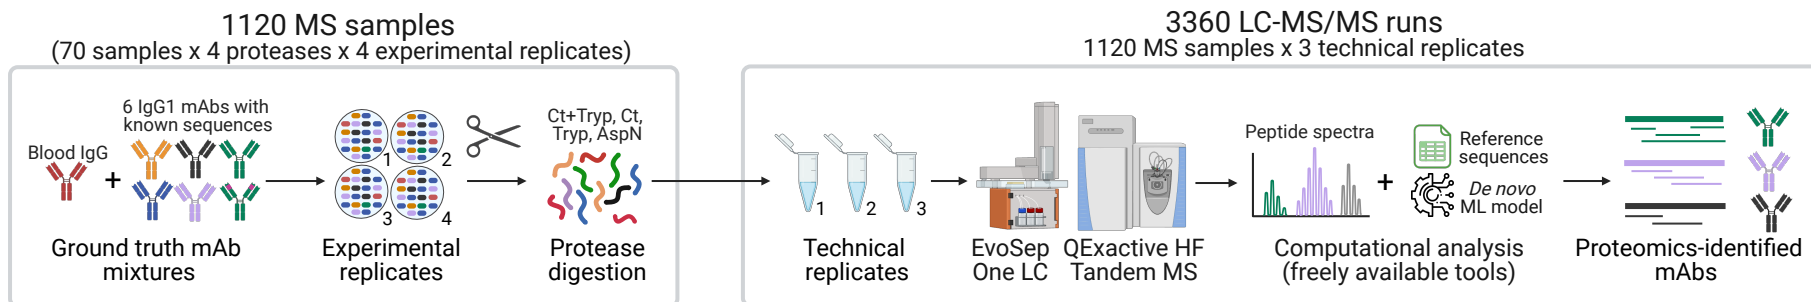 1120 MS samples
(70 samples x 4 proteases x 4 experimental replicates)
3360 LC-MS/MS runs
1120 MS samples x 3 technical replicates
Blood IgG
+
6 IgG1 mAbs with
known sequences
Ground truth mAb
mixtures
1
2
3
4
Experimental
replicates
Ct+Tryp, Ct,
Tryp, AspN
Protease
digestion
1
2
3
Technical
replicates
EvoSep
One LC
QExactive HF
Tandem MS
Peptide spectra
+
Reference
sequences
De novo
ML model
Computational analysis
(freely available tools)
Proteomics-identified
mAbs